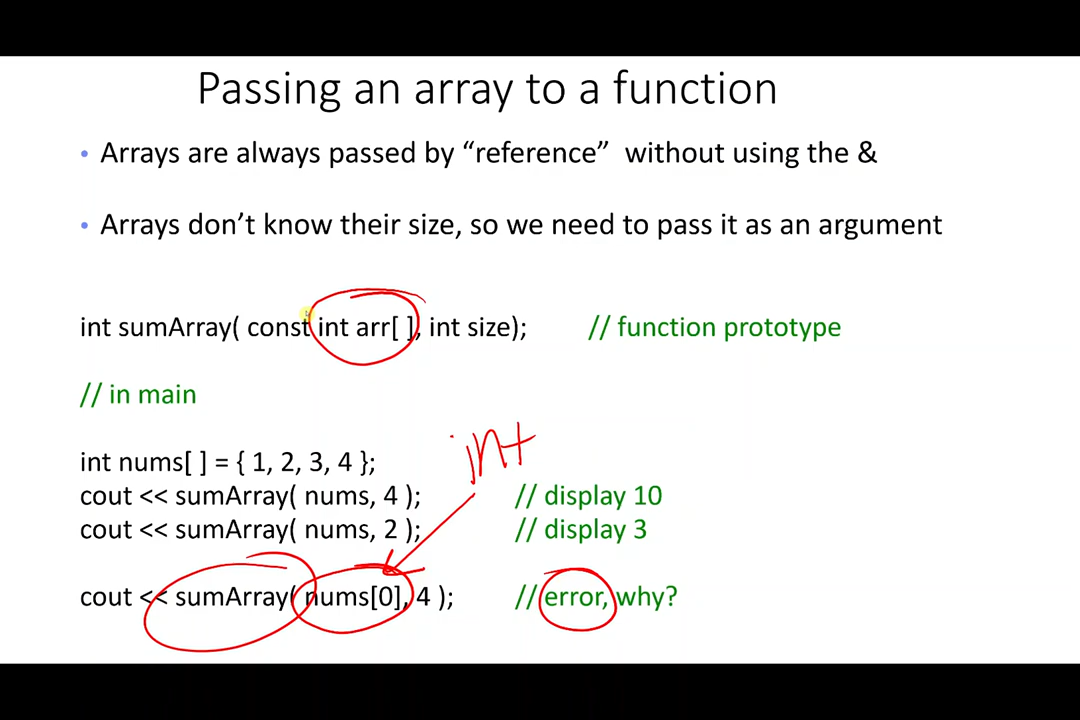 Passing an array to a function
• Arrays are always passed by “reference” without using the &
• Arrays don’t know their size, so we need to pass it as an argument
int sumArray( const int arr[ ], int size); // function prototype
// in main
int
int nums[ ] = { 1, 2, 3, 4 };
cout << sumArray( nums, 4 ); // display 10
cout << sumArray( nums, 2 ); // display 3
cout << sumArray( nums[0], 4 ); // error, why?